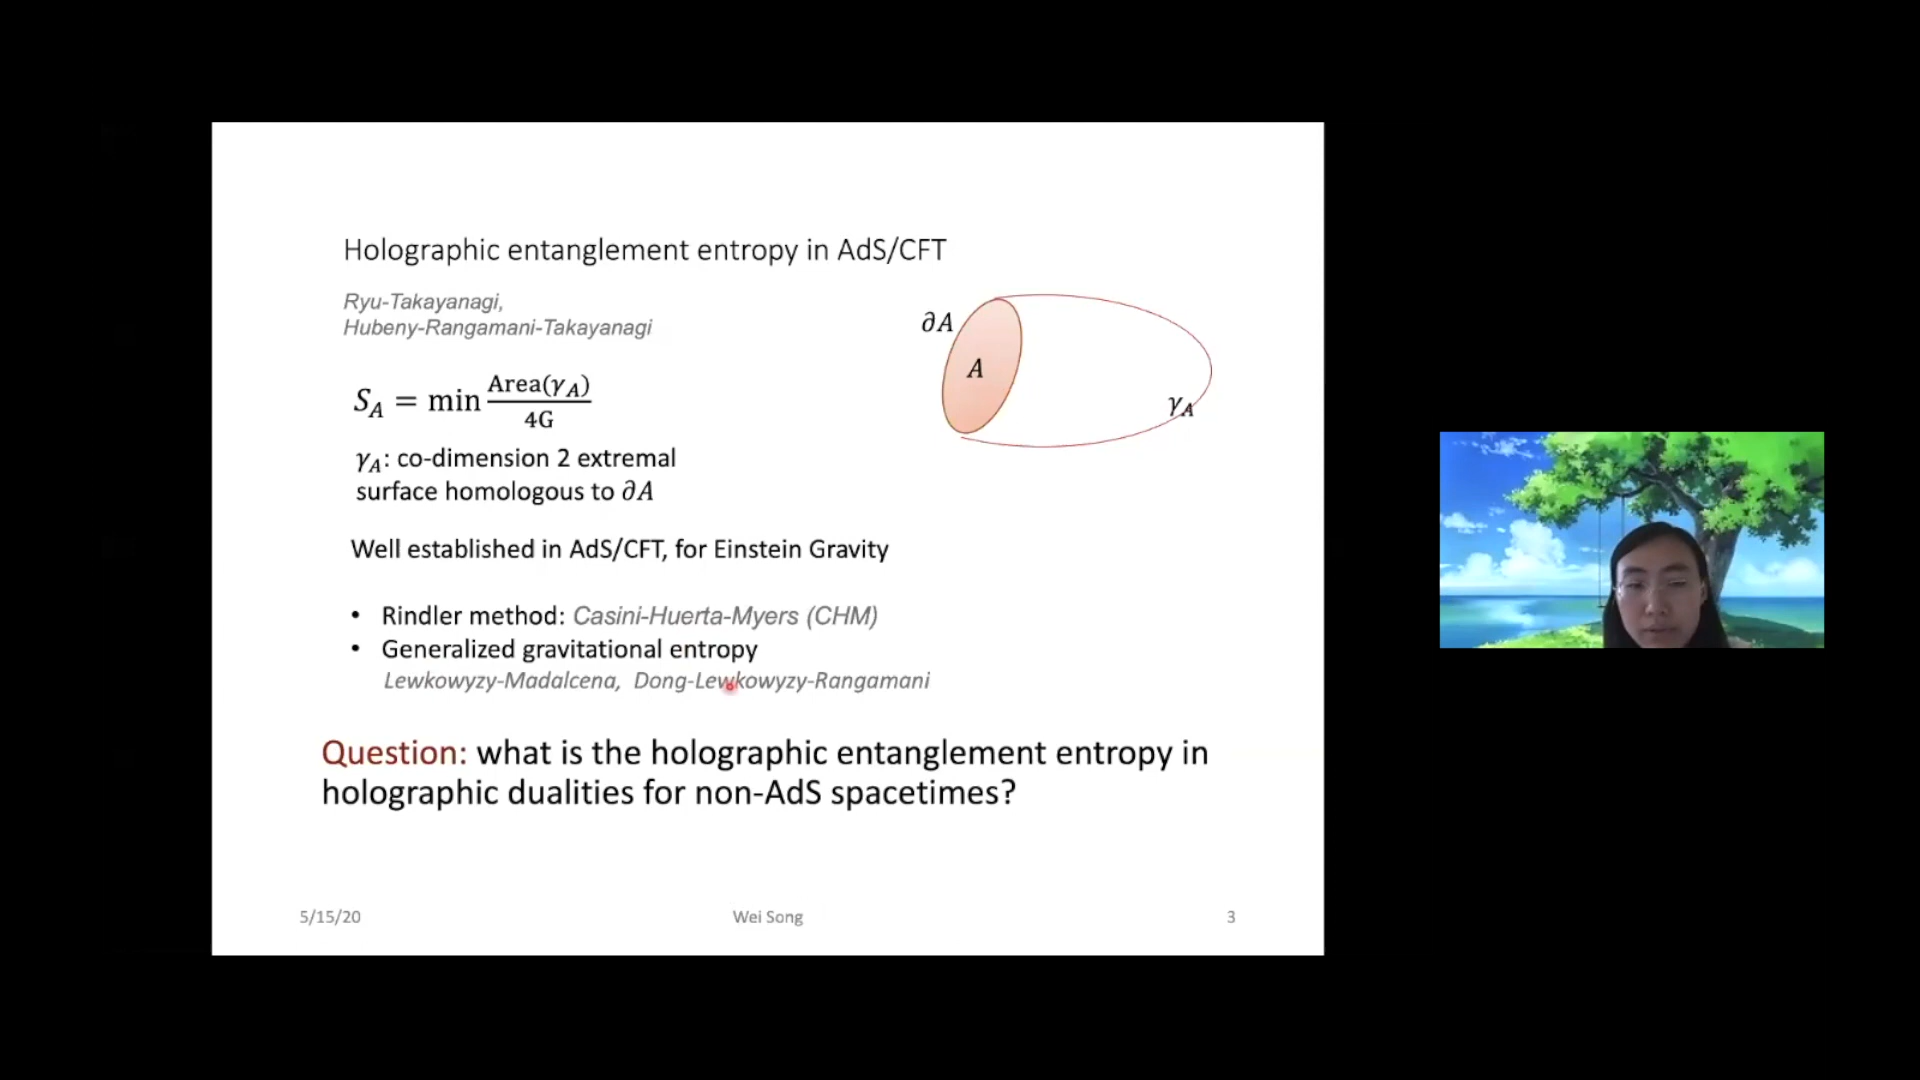 Holographic entanglement entropy in AdS/CFT
Ryu-Takayanagi,
Hubeny-Rangamani-Takayanagi
∂A
A
γ_A
S_A = min Area(γ_A) / 4G
γ_A: co-dimension 2 extremal
surface homologous to ∂A
Well established in AdS/CFT, for Einstein Gravity
• Rindler method: Casini-Huerta-Myers (CHM)
• Generalized gravitational entropy
Lewkowyzy-Madalcena, Dong-Lewkowyzy-Rangamani
Question: what is the holographic entanglement entropy in
holographic dualities for non-AdS spacetimes?
5/15/20
Wei Song
3